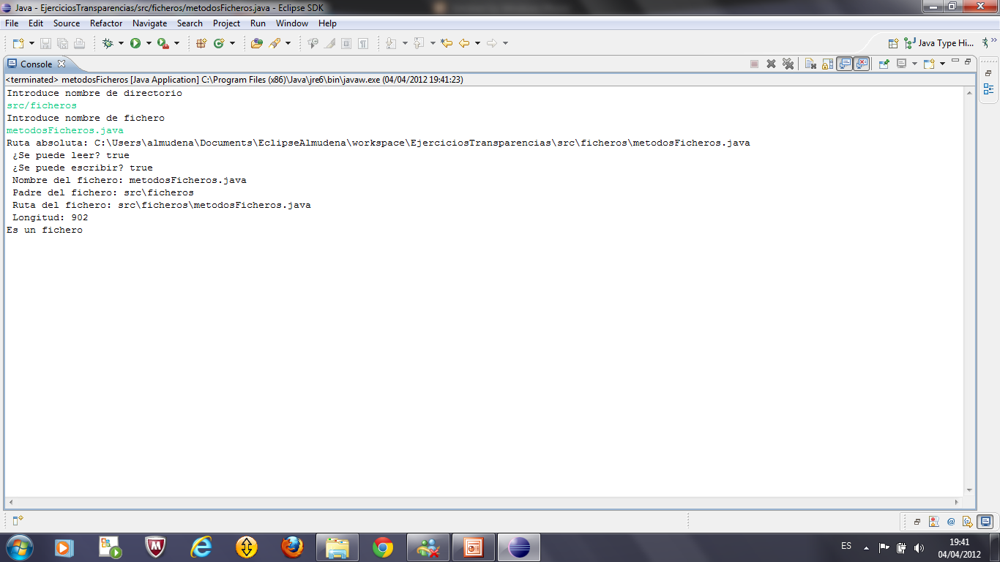 Java - EjerciciosTransparencias/src/ficheros/metodosFicheros.java - Eclipse SDK
File Edit Source Refactor Navigate Search Project Run Window Help
Java Type Hi...
Console
<terminated> metodosFicheros [Java Application] C:\Program Files (x86)\Java\jre6\bin\javaw.exe (04/04/2012 19:41:23)
Introduce nombre de directorio
src/ficheros
Introduce nombre de fichero
metodosFicheros.java
Ruta absoluta: C:\Users\almudena\Documents\EclipseAlmudena\workspace\EjerciciosTransparencias\src\ficheros\metodosFicheros.java
¿Se puede leer? true
¿Se puede escribir? true
Nombre del fichero: metodosFicheros.java
Padre del fichero: src\ficheros
Ruta del fichero: src\ficheros\metodosFicheros.java
Longitud: 902
Es un fichero
ES
19:41
04/04/2012